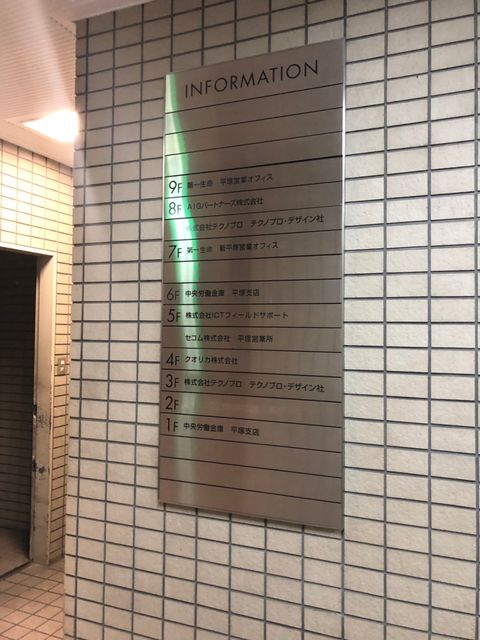 INFORMATION
9F 第一生命 平塚営業オフィス
8F AIGパートナーズ株式会社
株式会社テクノプロ テクノプロ・デザイン社
7F 第一生命 新平塚営業オフィス
6F 中央労働金庫 平塚支店
5F 株式会社ICTフィールドサポート
セコム株式会社 平塚営業所
4F クオリカ株式会社
3F 株式会社テクノプロ テクノプロ・デザイン社
2F
1F 中央労働金庫 平塚支店